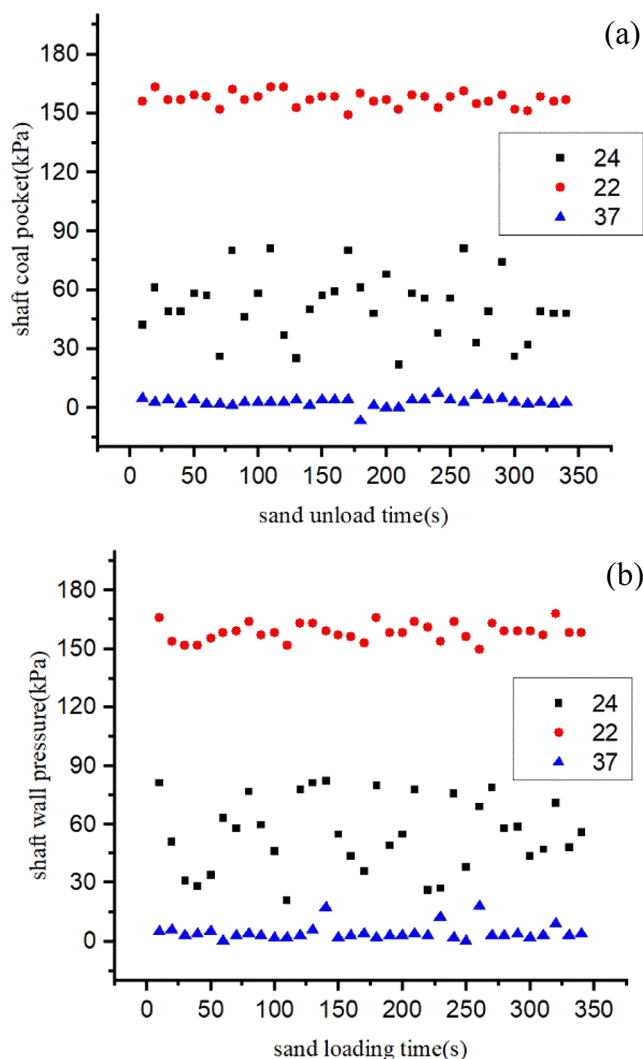 (a)
180
150
120
90
60
30
0
shaft coal pocket(kPa)
24
22
37
0 50 100 150 200 250 300 350
sand unload time(s)
(b)
180
150
120
90
60
30
0
shaft wall pressure(kPa)
24
22
37
0 50 100 150 200 250 300 350
sand loading time(s)